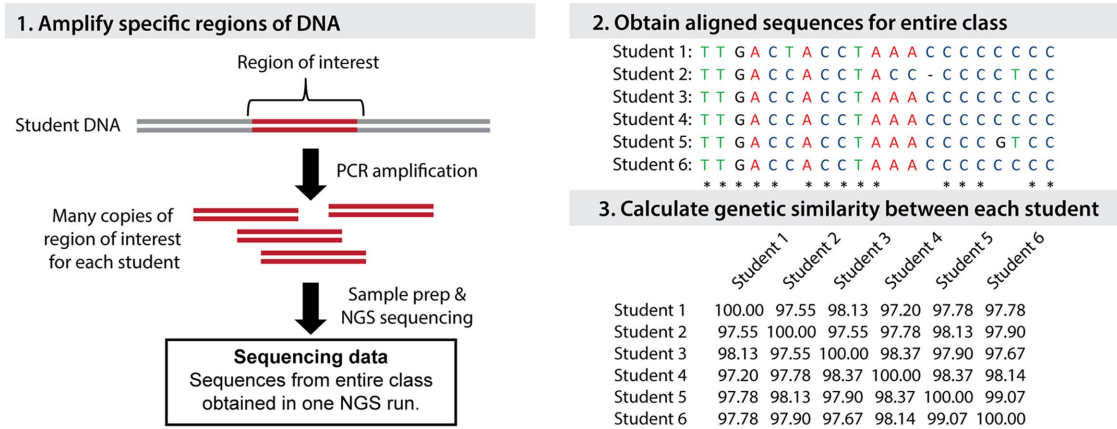 1. Amplify specific regions of DNA
Region of interest
Student DNA
PCR amplification
Many copies of
region of interest
for each student
Sample prep &
NGS sequencing
Sequencing data
Sequences from entire class
obtained in one NGS run.
2. Obtain aligned sequences for entire class
Student 1: T T G A C T A C C T A A A C C C C C C C C
Student 2: T T G A C C A C C T A C C - C C C C T C C
Student 3: T T G A C C A C C T A A A C C C C C C C C
Student 4: T T G A C C A C C T A A A C C C C C C C C
Student 5: T T G A C C A C C T A A A C C C C G T C C
Student 6: T T G A C C A C C T A A A C C C C C C C C
* * * * * * * * * * * * * * *
3. Calculate genetic similarity between each student
Student 1 Student 2 Student 3 Student 4 Student 5 Student 6
Student 1 100.00 97.55 98.13 97.20 97.78 97.78
Student 2 97.55 100.00 97.55 97.78 98.13 97.90
Student 3 98.13 97.55 100.00 98.37 97.90 97.67
Student 4 97.20 97.78 98.37 100.00 98.37 98.14
Student 5 97.78 98.13 97.90 98.37 100.00 99.07
Student 6 97.78 97.90 97.67 98.14 99.07 100.00